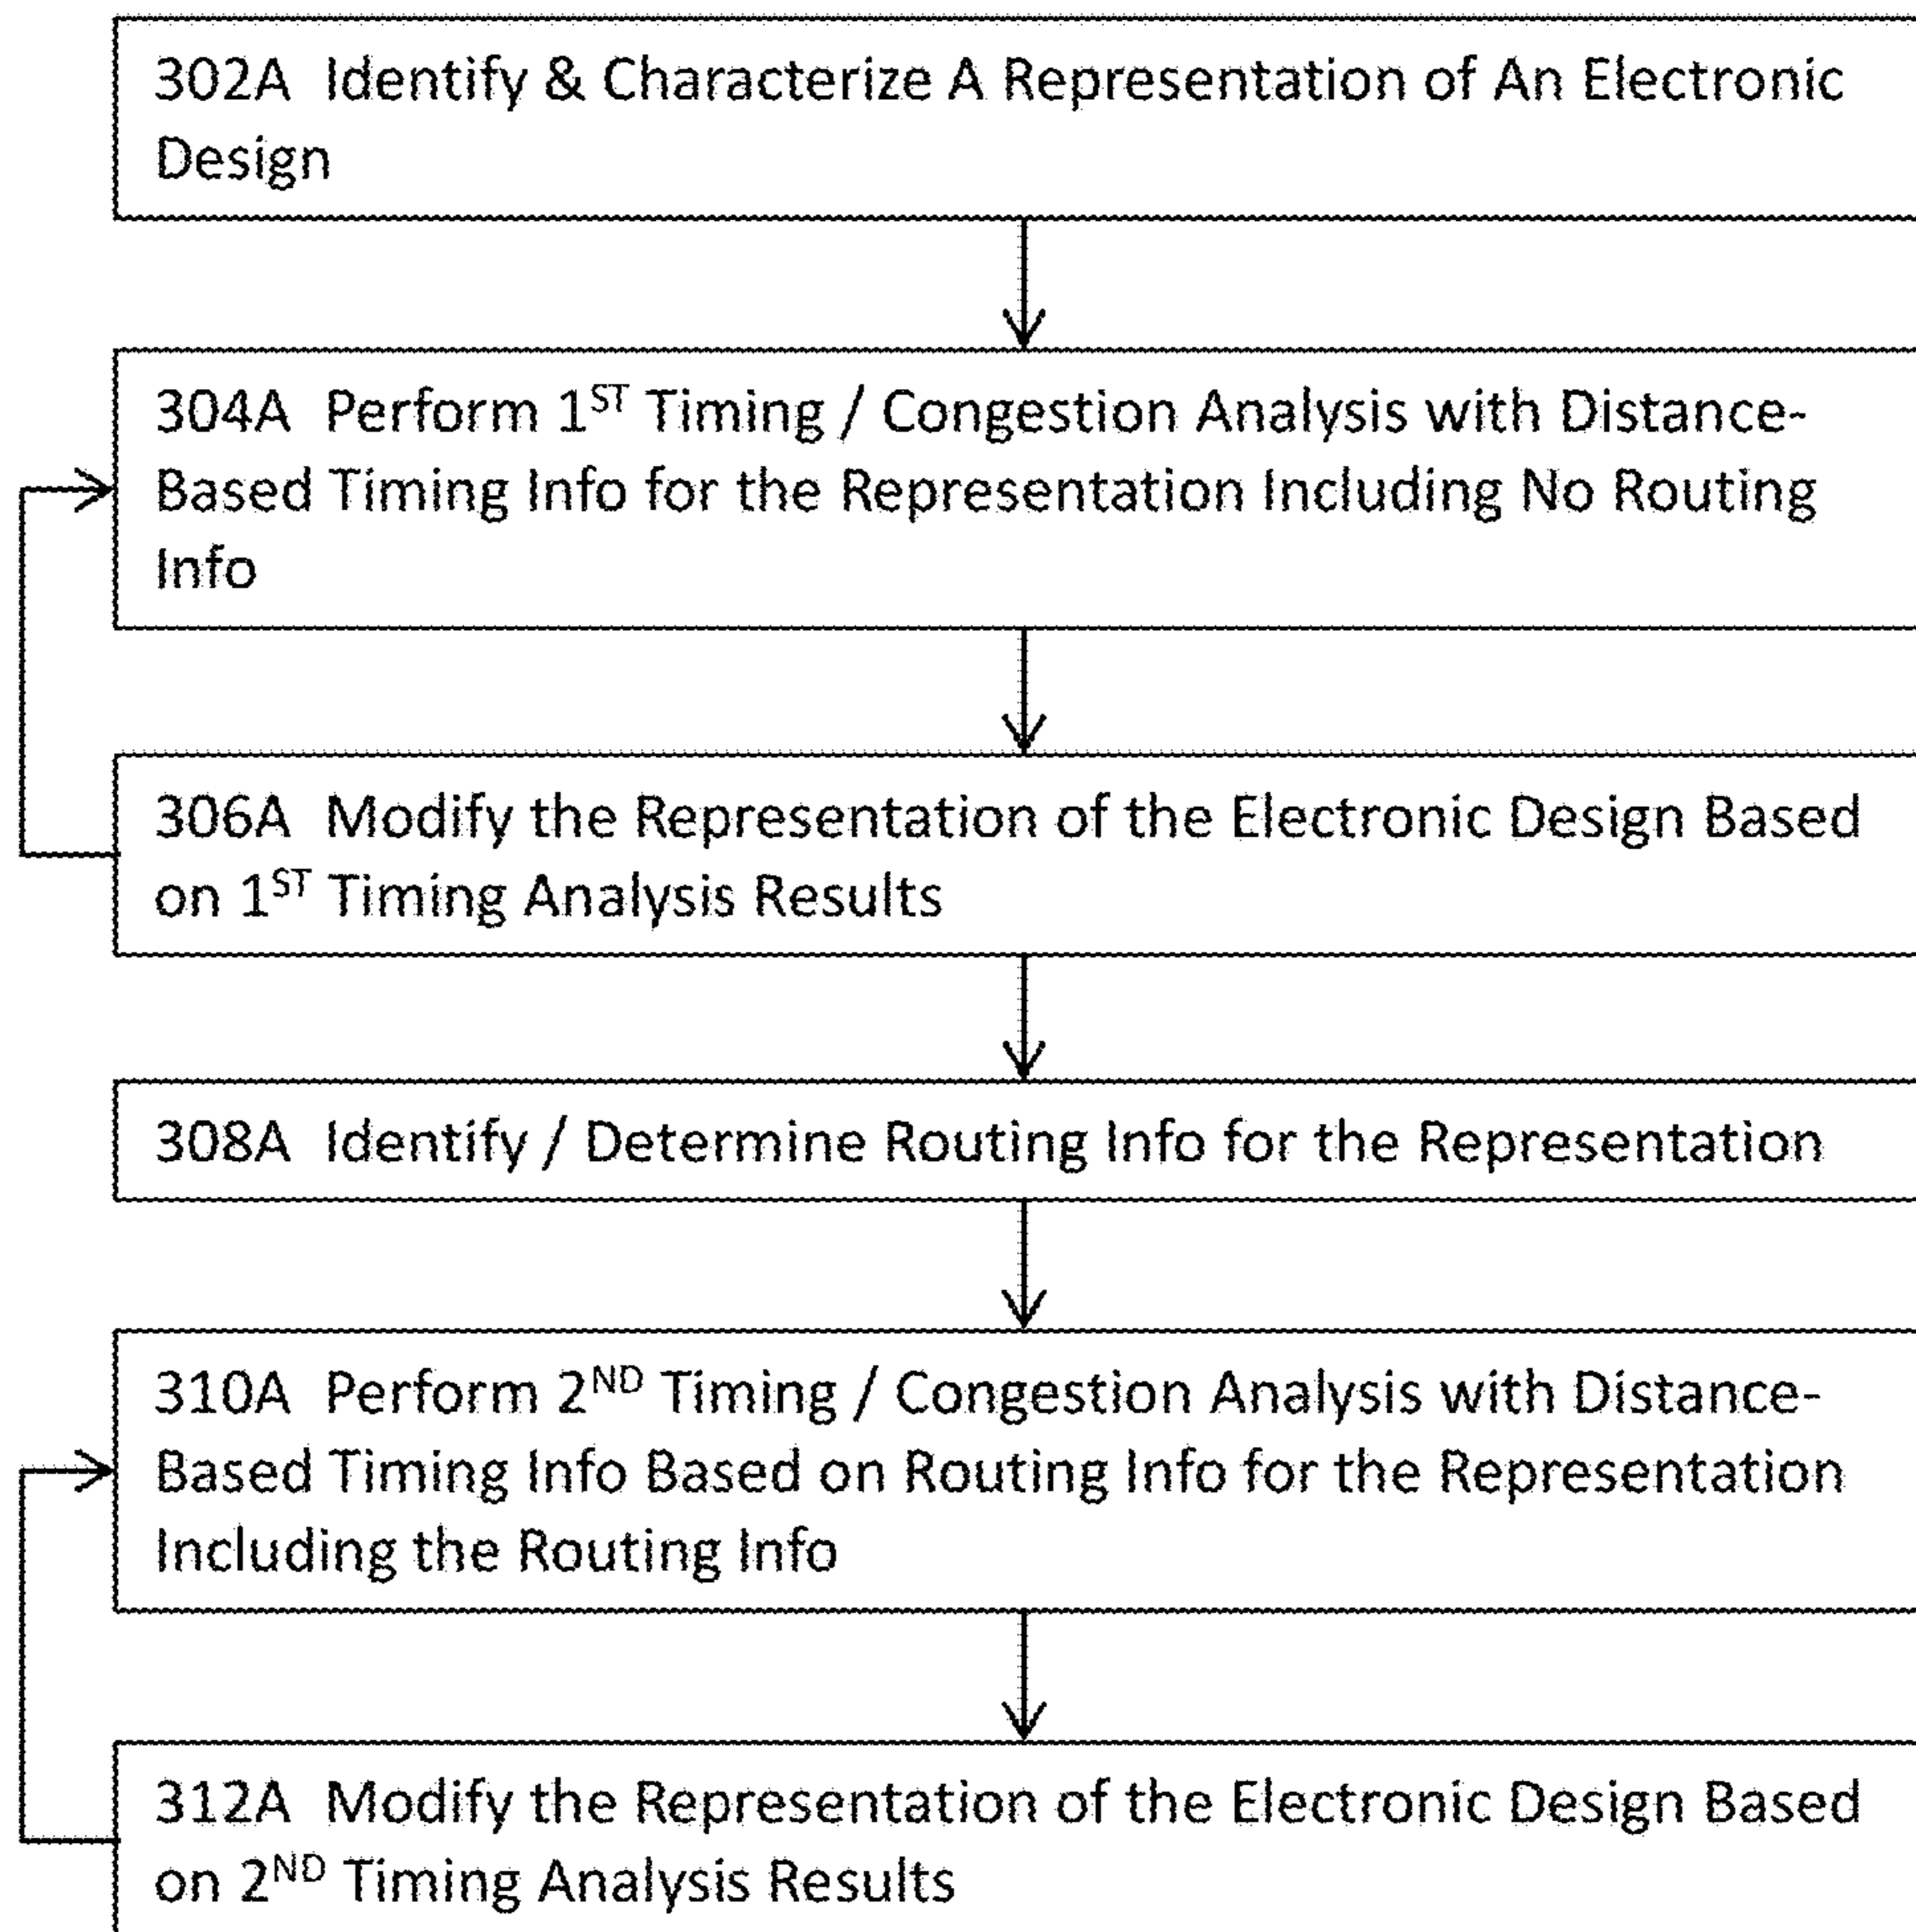 302A Identify & Characterize A Representation of An Electronic
Design
304A Perform 1ST Timing / Congestion Analysis with Distance-
Based Timing Info for the Representation Including No Routing
Info
306A Modify the Representation of the Electronic Design Based
on 1ST Timing Analysis Results
308A Identify / Determine Routing Info for the Representation
310A Perform 2ND Timing / Congestion Analysis with Distance-
Based Timing Info Based on Routing Info for the Representation
Including the Routing Info
312A Modify the Representation of the Electronic Design Based
on 2ND Timing Analysis Results